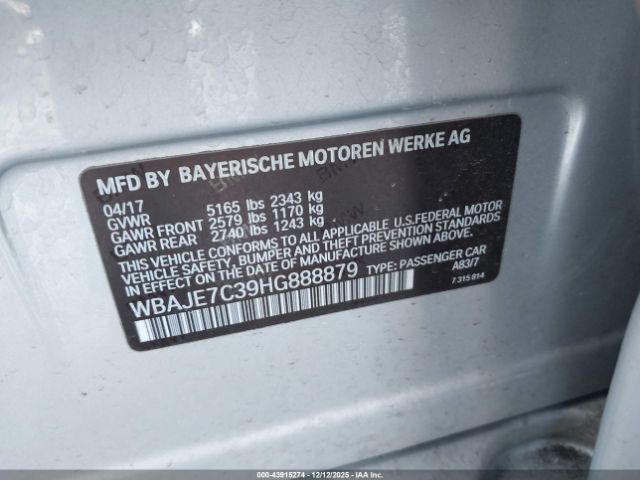 MFD BY BAYERISCHE MOTOREN WERKE AG
04/17
GVWR 5165 lbs 2343 kg
GAWR FRONT 2579 lbs 1170 kg
GAWR REAR 2740 lbs 1243 kg
THIS VEHICLE CONFORMS TO ALL APPLICABLE U.S.FEDERAL MOTOR
VEHICLE SAFETY, BUMPER, AND THEFT PREVENTION STANDARDS
IN EFFECT ON THE DATE OF MANUFACTURE SHOWN ABOVE.
WBAJE7C39HG888879 TYPE: PASSENGER CAR
A83/7
7 315 814
000-43915274 - 12/12/2025 - IAAI, Inc.